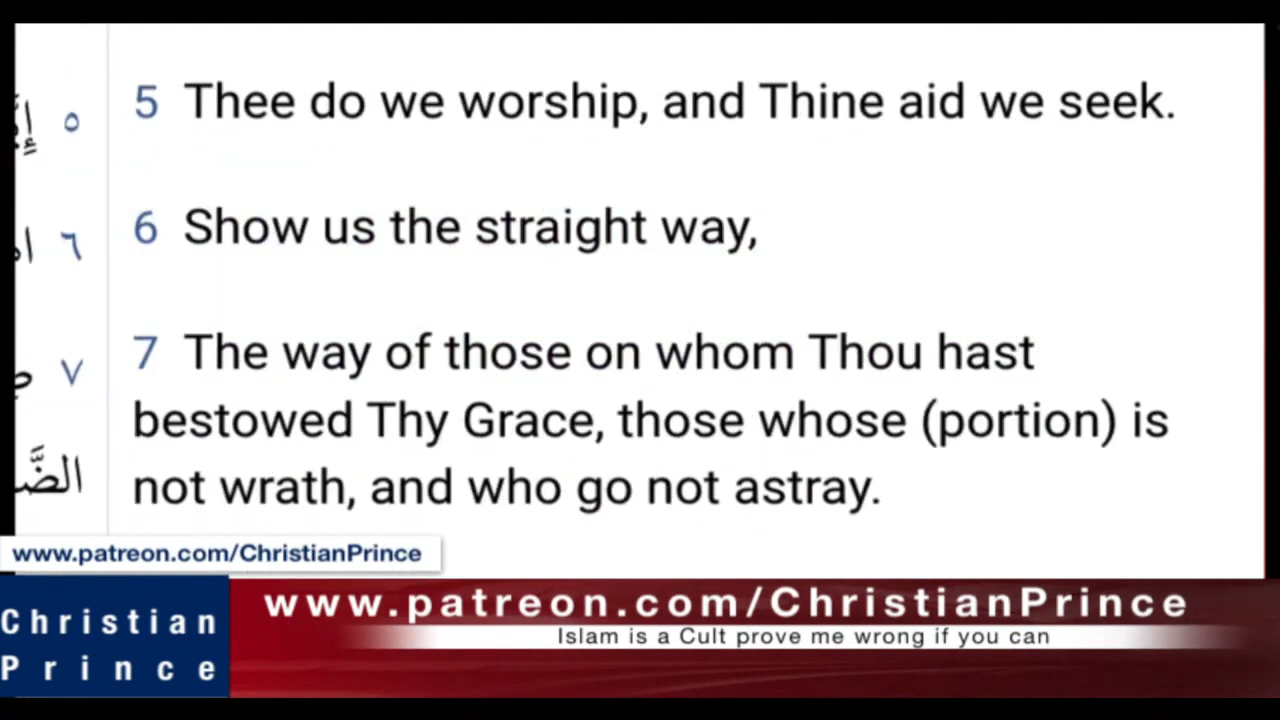 5 Thee do we worship, and Thine aid we seek.
٥
6 Show us the straight way,
٦
7 The way of those on whom Thou hast
٧
bestowed Thy Grace, those whose (portion) is
not wrath, and who go not astray.
www.patreon.com/ChristianPrince
Christian
Prince
www.patreon.com/ChristianPrince
Islam is a Cult prove me wrong if you can